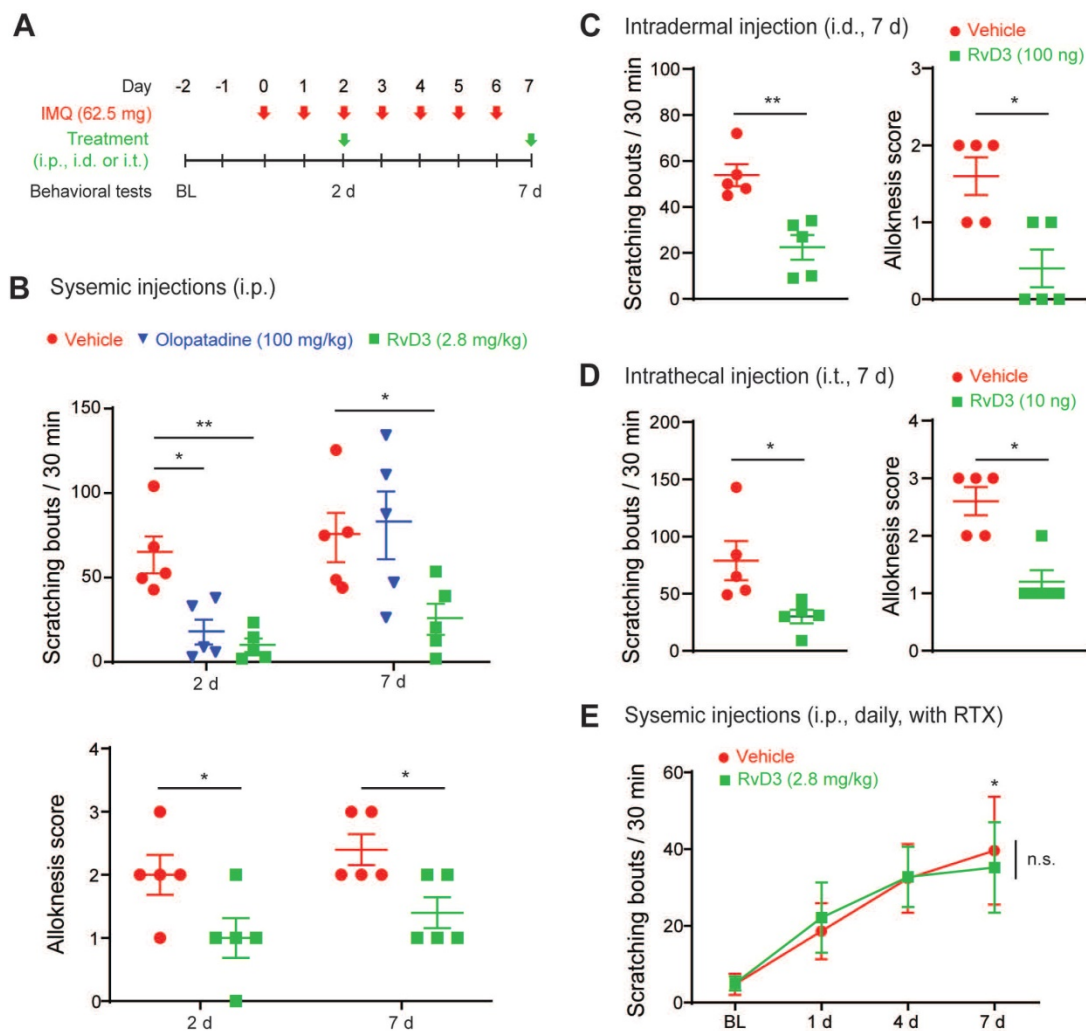 A
Day -2 -1 0 1 2 3 4 5 6 7
IMQ (62.5 mg)
Treatment
(i.p., i.d. or i.t.)
Behavioral tests BL 2 d 7 d
B Sysemic injections (i.p.)
Vehicle Olopatadine (100 mg/kg) RvD3 (2.8 mg/kg)
Scratching bouts / 30 min
150
100
50
0
**
*
*
2 d 7 d
Alloknesis score
4
3
2
1
0
* *
2 d 7 d
C Intradermal injection (i.d., 7 d)
Vehicle
RvD3 (100 ng)
Scratching bouts / 30 min
100
80
60
40
20
0
**
Alloknesis score
3
2
1
0
*
D Intrathecal injection (i.t., 7 d)
Vehicle
RvD3 (10 ng)
Scratching bouts / 30 min
200
150
100
50
0
*
Alloknesis score
4
3
2
1
*
E Sysemic injections (i.p., daily, with RTX)
Vehicle
RvD3 (2.8 mg/kg)
Scratching bouts / 30 min
60
40
20
0
*
n.s.
BL 1 d 4 d 7 d